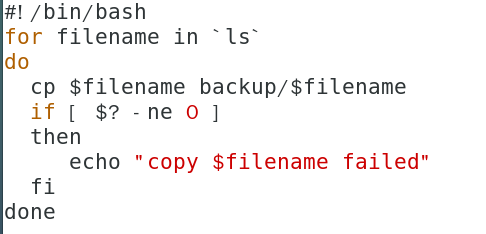 #!/bin/bash
for filename in `ls`
do
  cp $filename backup/$filename
  if [ $? -ne 0 ]
  then
     echo "copy $filename failed"
  fi
done